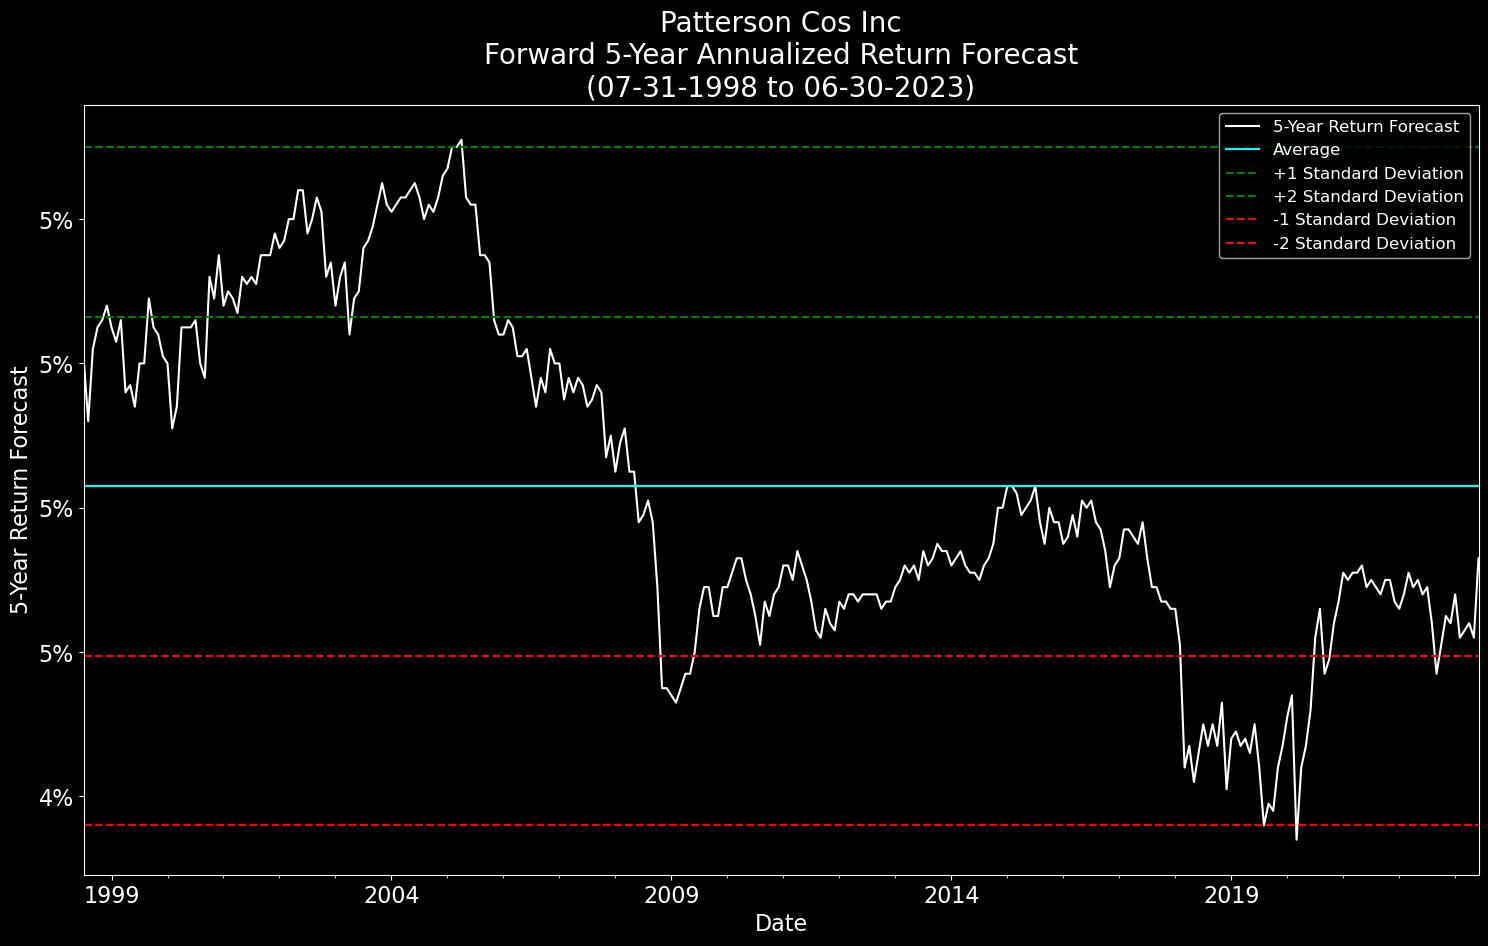 Patterson Cos Inc
Forward 5-Year Annualized Return Forecast
(07-31-1998 to 06-30-2023)
5-Year Return Forecast
Average
+1 Standard Deviation
+2 Standard Deviation
-1 Standard Deviation
-2 Standard Deviation
5%
5%
5%
5%
4%
5-Year Return Forecast
1999 2004 2009 2014 2019
Date